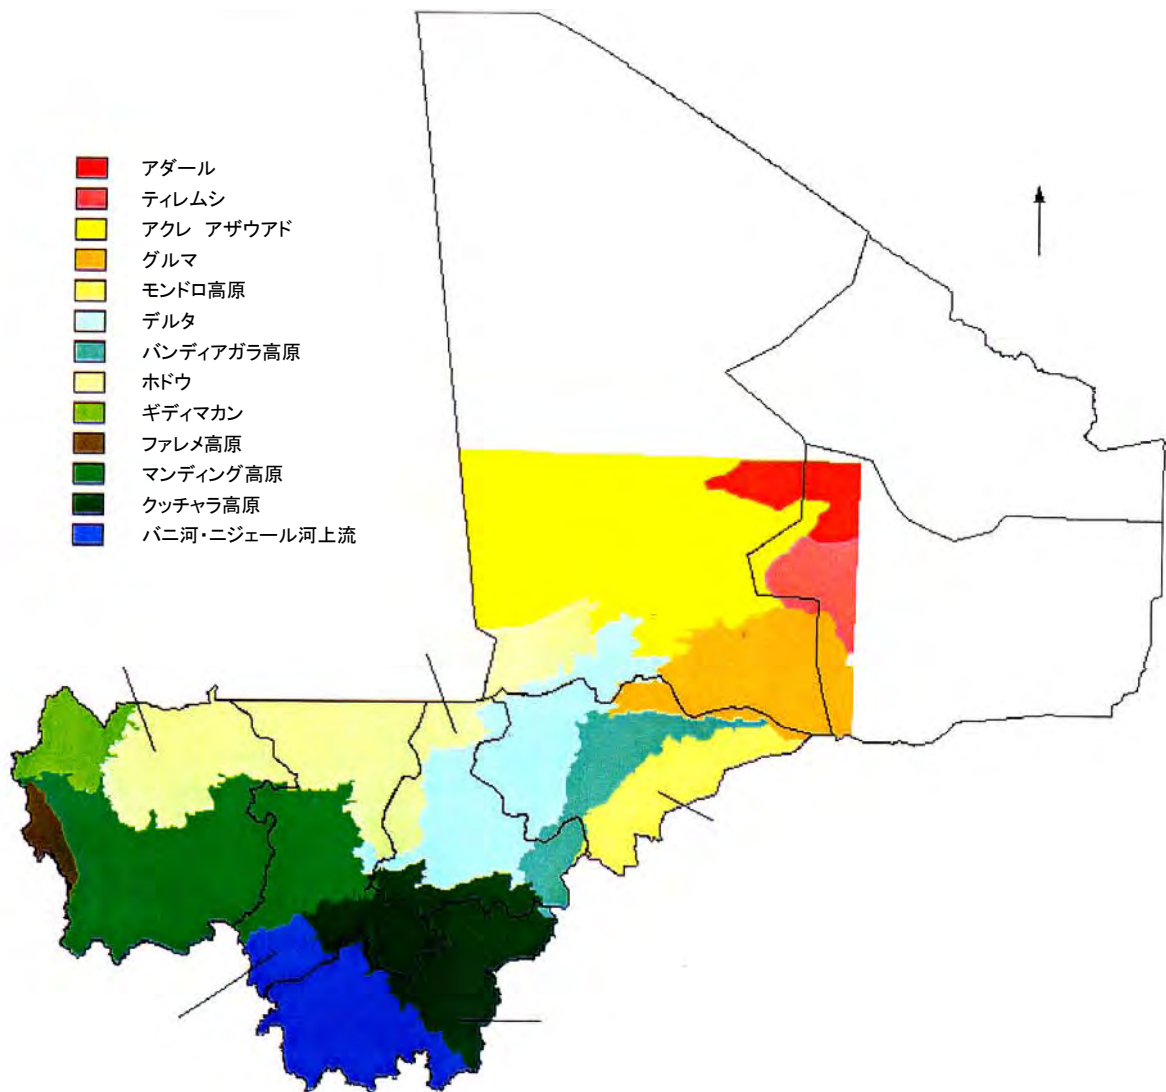 アダール
ティレムシ
アクレ　アザウアド
グルマ
モンドロ高原
デルタ
バンディアガラ高原
ホドウ
ギディマカン
ファレメ高原
マンディング高原
クッチャラ高原
バニ河・ニジェール河上流